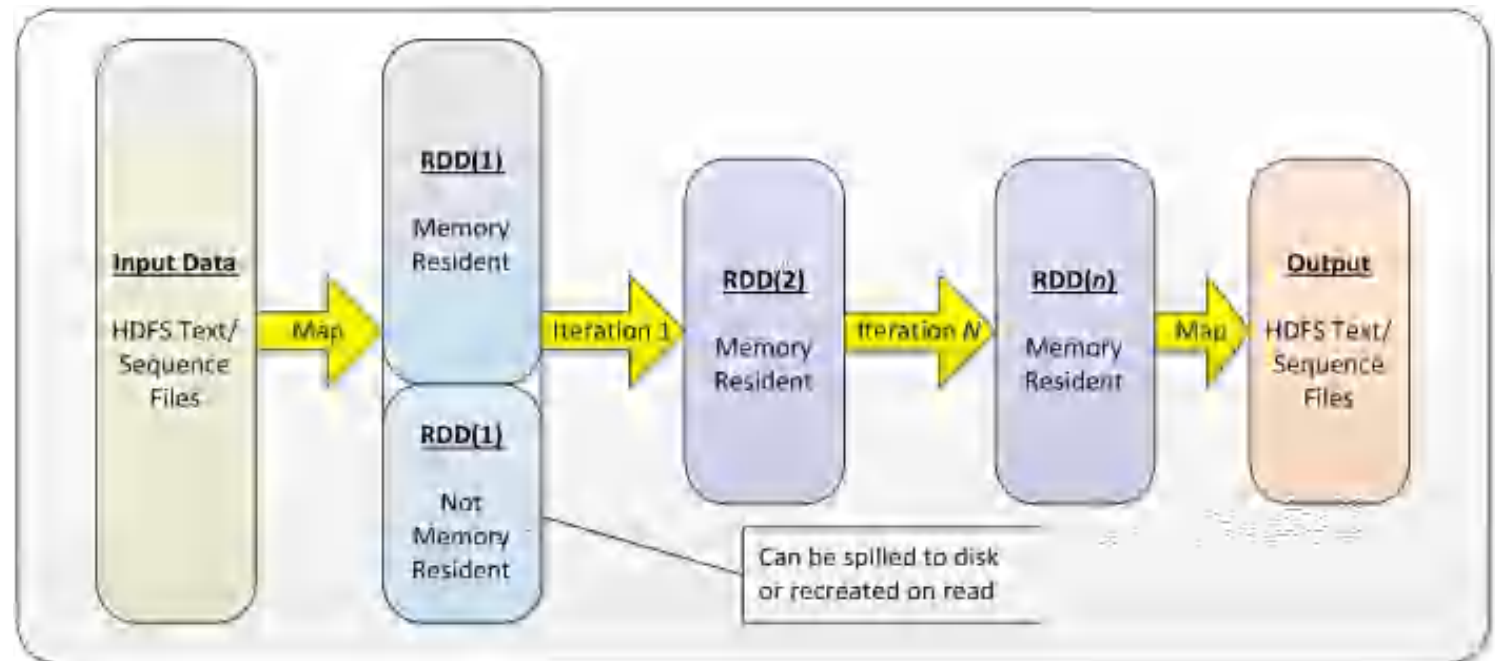 Input Data
HDFS Text/
Sequence
Files
Map
RDD(1)
Memory
Resident
RDD(1)
Not
Memory
Resident
Iteration 1
RDD(2)
Memory
Resident
Iteration N
RDD(n)
Memory
Resident
Map
Output
HDFS Text/
Sequence
Files
Can be spilled to disk
or recreated on read